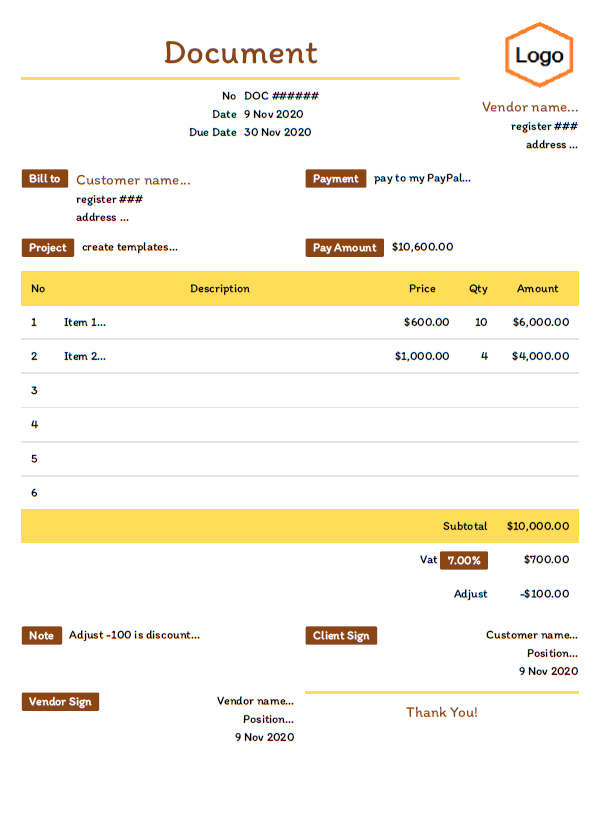 Document
Logo
No DOC ######
Date 9 Nov 2020
Due Date 30 Nov 2020
Vendor name...
register ###
address ...
Bill to Customer name...
register ###
address ...
Payment pay to my PayPal...
Project create templates...
Pay Amount $10,600.00
No Description Price Qty Amount
1 Item 1... $600.00 10 $6,000.00
2 Item 2... $1,000.00 4 $4,000.00
3
4
5
6
Subtotal $10,000.00
Vat 7.00% $700.00
Adjust -$100.00
Note Adjust -100 is discount...
Client Sign Customer name...
Position...
9 Nov 2020
Vendor Sign Vendor name...
Position...
9 Nov 2020
Thank You!